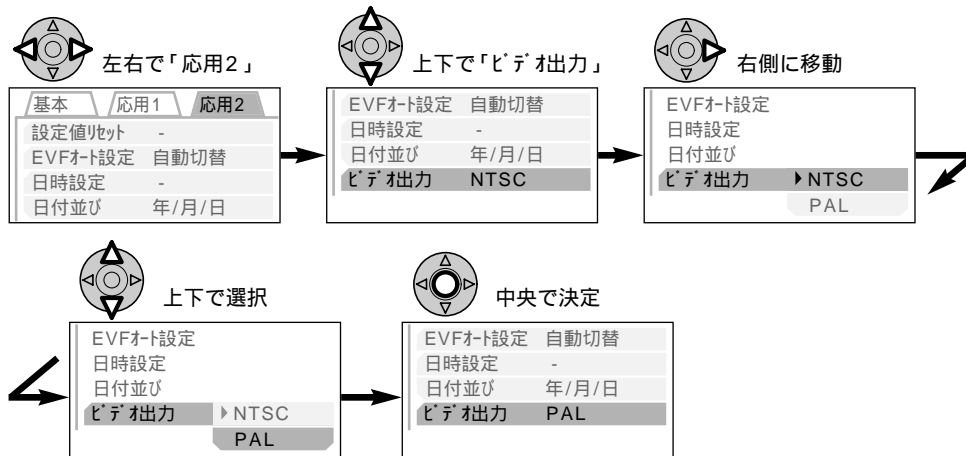 左右で「応用2」
基本 応用1 応用2
設定値ﾘｾｯﾄ -
EVFｵｰﾄ設定 自動切替
日時設定 -
日付並び 年/月/日
上下で「ﾋﾞﾃﾞｵ出力」
EVFｵｰﾄ設定 自動切替
日時設定 -
日付並び 年/月/日
ﾋﾞﾃﾞｵ出力 NTSC
右側に移動
EVFｵｰﾄ設定
日時設定
日付並び
ﾋﾞﾃﾞｵ出力 NTSC
PAL
上下で選択
EVFｵｰﾄ設定
日時設定
日付並び
ﾋﾞﾃﾞｵ出力 NTSC
PAL
中央で決定
EVFｵｰﾄ設定 自動切替
日時設定 -
日付並び 年/月/日
ﾋﾞﾃﾞｵ出力 PAL